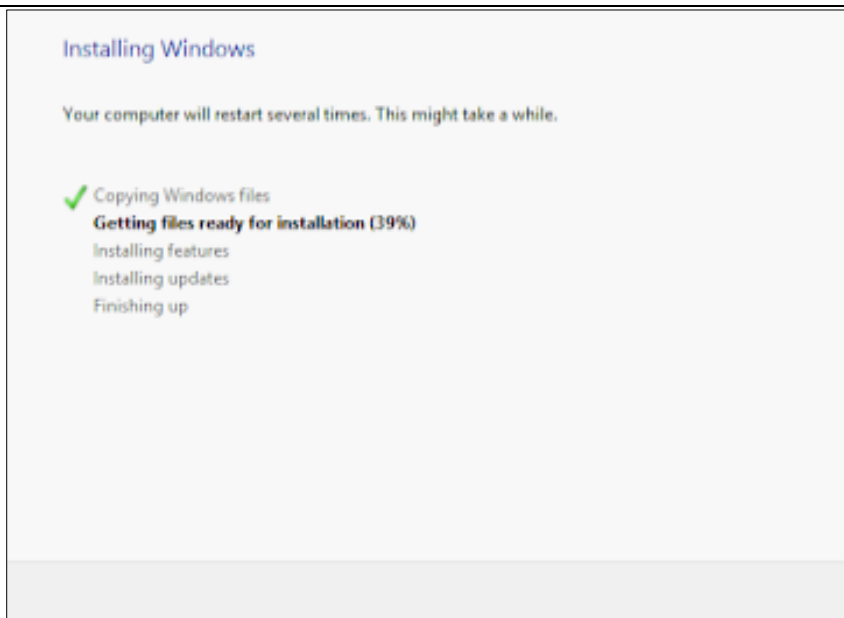 Installing Windows
Your computer will restart several times. This might take a while.
Copying Windows files
Getting files ready for installation (39%)
Installing features
Installing updates
Finishing up